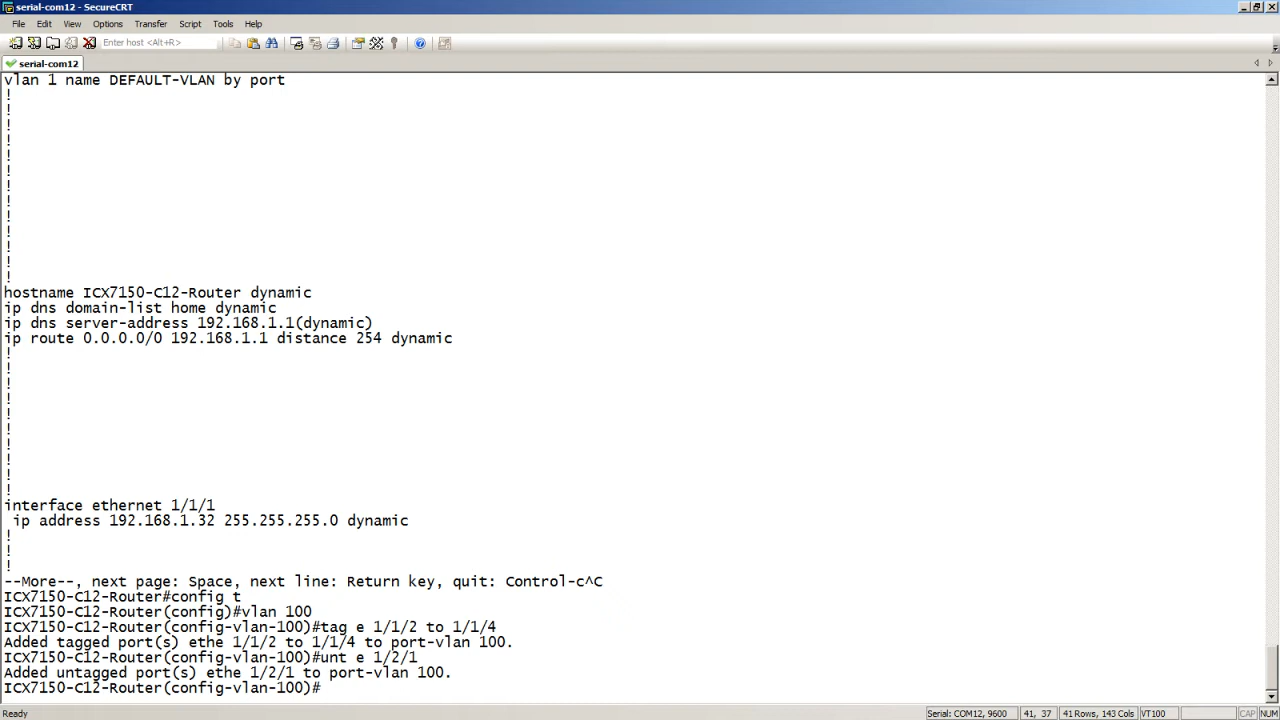 serial-com12 - SecureCRT
File Edit View Options Transfer Script Tools Help
Enter host <Alt+R>
serial-com12
vlan 1 name DEFAULT-VLAN by port
!
!
!
!
!
!
!
!
!
!
!
!
!
hostname ICX7150-C12-Router dynamic
ip dns domain-list home dynamic
ip dns server-address 192.168.1.1(dynamic)
ip route 0.0.0.0/0 192.168.1.1 distance 254 dynamic
!
!
!
!
!
!
!
!
!
!
interface ethernet 1/1/1
 ip address 192.168.1.32 255.255.255.0 dynamic
!
!
!
--More--, next page: Space, next line: Return key, quit: Control-c^C
ICX7150-C12-Router#config t
ICX7150-C12-Router(config)#vlan 100
ICX7150-C12-Router(config-vlan-100)#tag e 1/1/2 to 1/1/4
Added tagged port(s) ethe 1/1/2 to 1/1/4 to port-vlan 100.
ICX7150-C12-Router(config-vlan-100)#unt e 1/2/1
Added untagged port(s) ethe 1/2/1 to port-vlan 100.
ICX7150-C12-Router(config-vlan-100)#
Ready Serial: COM12, 9600 41, 37 41 Rows, 143 Cols VT100 CAP NUM